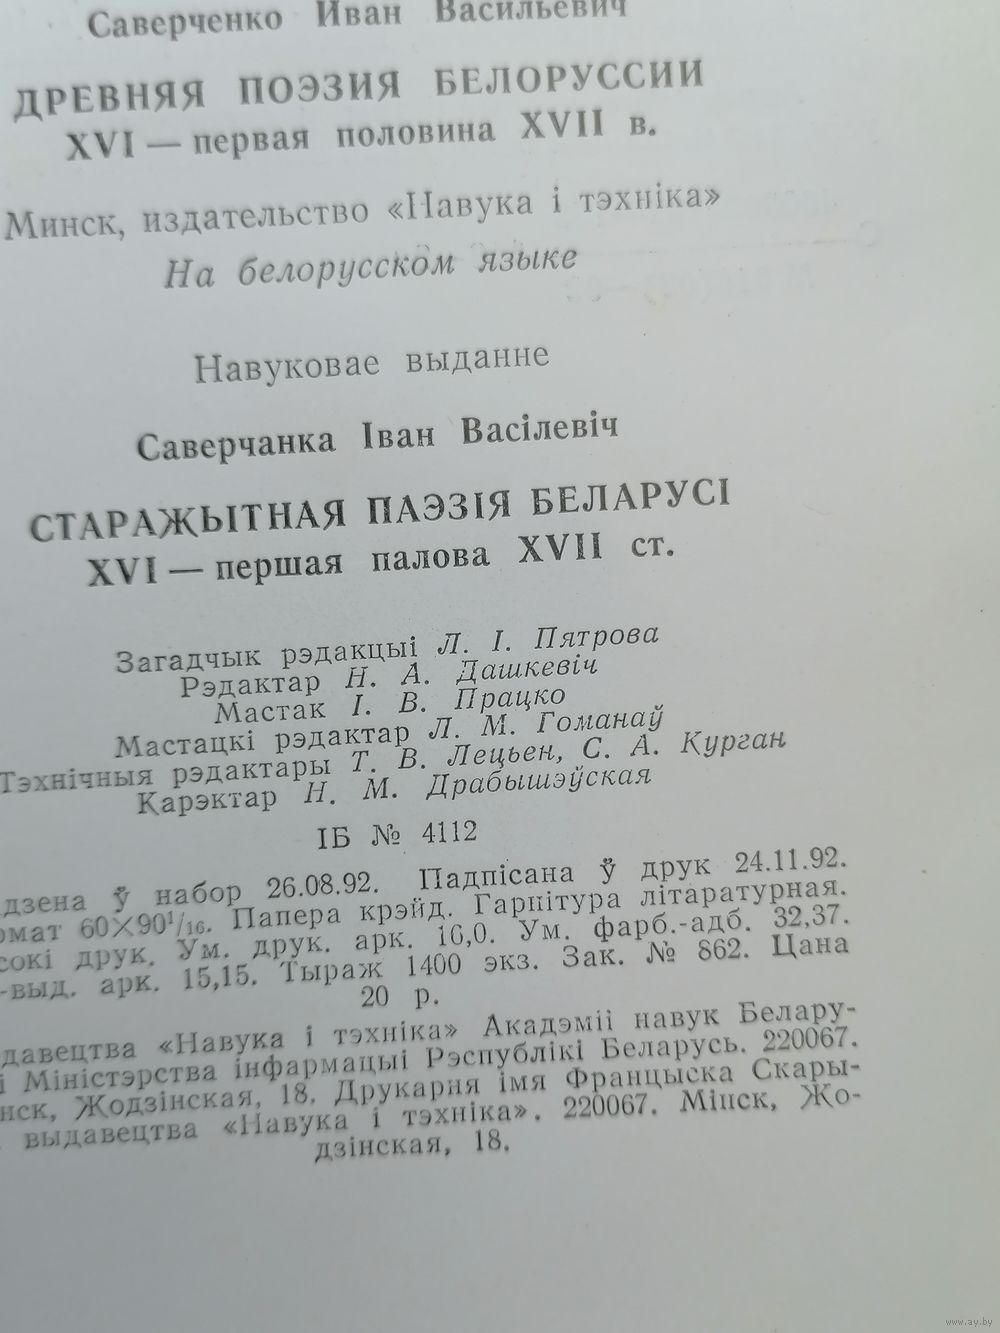 Саверченко Иван Васильевич
ДРЕВНЯЯ ПОЭЗИЯ БЕЛОРУССИИ
XVI — первая половина XVII в.
Минск, издательство «Навука і тэхніка»
На белорусском языке
Навуковае выданне
Саверчанка Іван Васілевіч
СТАРАЖЫТНАЯ ПАЭЗІЯ БЕЛАРУСІ
XVI — першая палова XVII ст.
Загадчык рэдакцыі Л. І. Пятрова
Рэдактар Н. А. Дашкевіч
Мастак І. В. Працко
Мастацкі рэдактар Л. М. Гоманаў
Тэхнічныя рэдактары Т. В. Лецьен, С. А. Курган
Карэктар Н. М. Драбышэўская
ІБ № 4112
дзена ў набор 26.08.92. Падпісана ў друк 24.11.92.
мат 60×90 1/16. Папера крэйд. Гарнітура літаратурная.
сокі друк. Ум. друк. арк. 16,0. Ум. фарб.-адб. 32,37.
-выд. арк. 15,15. Тыраж 1400 экз. Зак. № 862. Цана
20 р.
давецтва «Навука і тэхніка» Акадэміі навук Белару-
і Міністэрства інфармацыі Рэспублікі Беларусь. 220067.
нск, Жодзінская, 18. Друкарня імя Францыска Скары-
выдавецтва «Навука і тэхніка». 220067. Мінск, Жо-
дзінская, 18.
www.ay.by